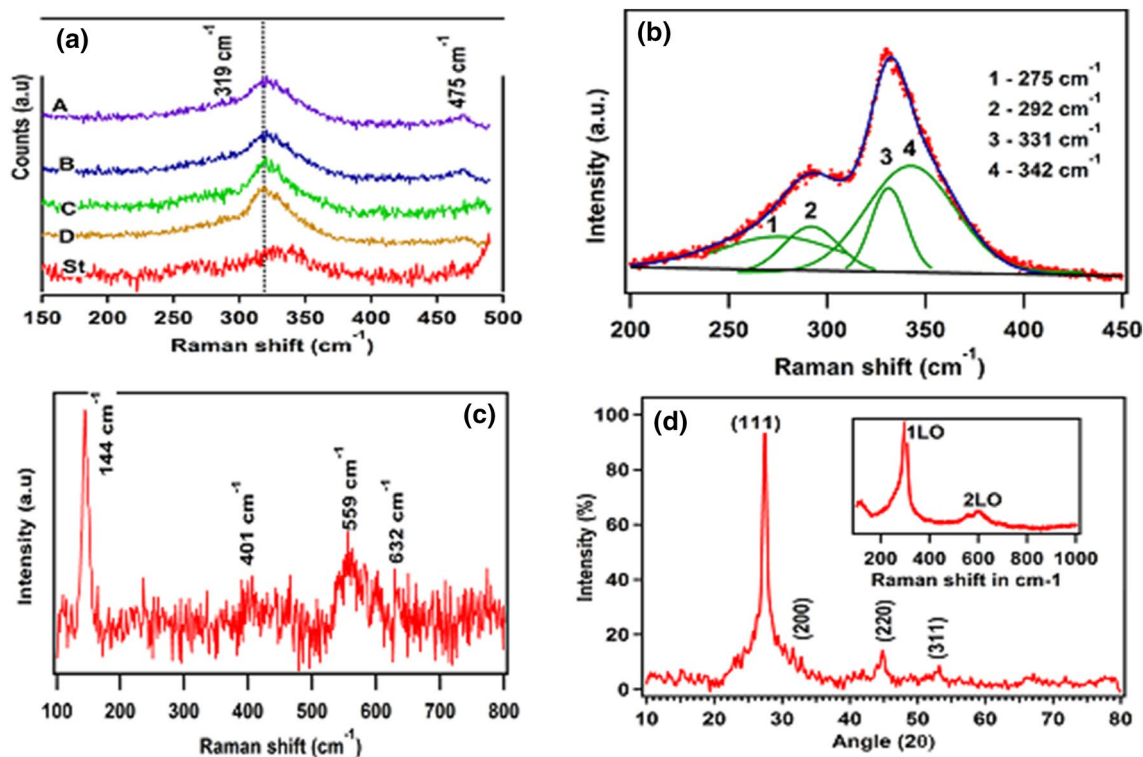 (a)
319 cm-1
475 cm-1
A
B
C
D
St
Counts (a.u)
150 200 250 300 350 400 450 500
Raman shift (cm-1)
(b)
1 - 275 cm-1
2 - 292 cm-1
3 - 331 cm-1
4 - 342 cm-1
1 2 3 4
Intensity (a.u.)
200 250 300 350 400 450
Raman shift (cm-1)
(c)
144 cm-1
401 cm-1
559 cm-1
632 cm-1
Intensity (a.u)
100 200 300 400 500 600 700 800
Raman shift (cm-1)
(d)
100
80
60
40
20
0
Intensity (%)
(111)
(200)
(220)
(311)
1LO
2LO
200 400 600 800 1000
Raman shift in cm-1
10 20 30 40 50 60 70 80
Angle (2θ)